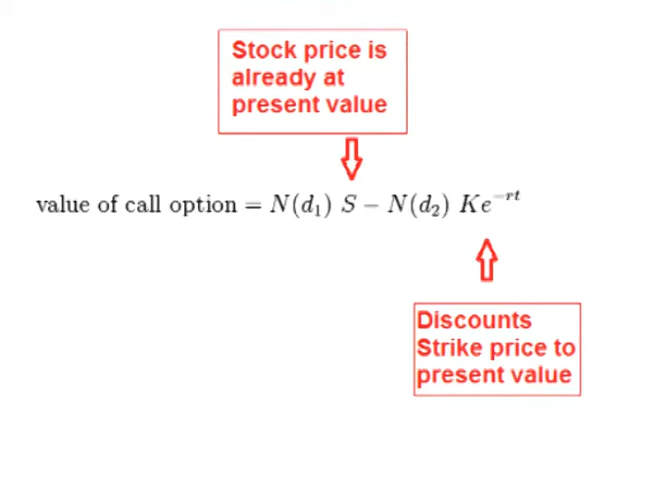 Stock price is
already at
present value
value of call option = N(d₁) S − N(d₂) Ke⁻ʳᵗ
Discounts
Strike price to
present value